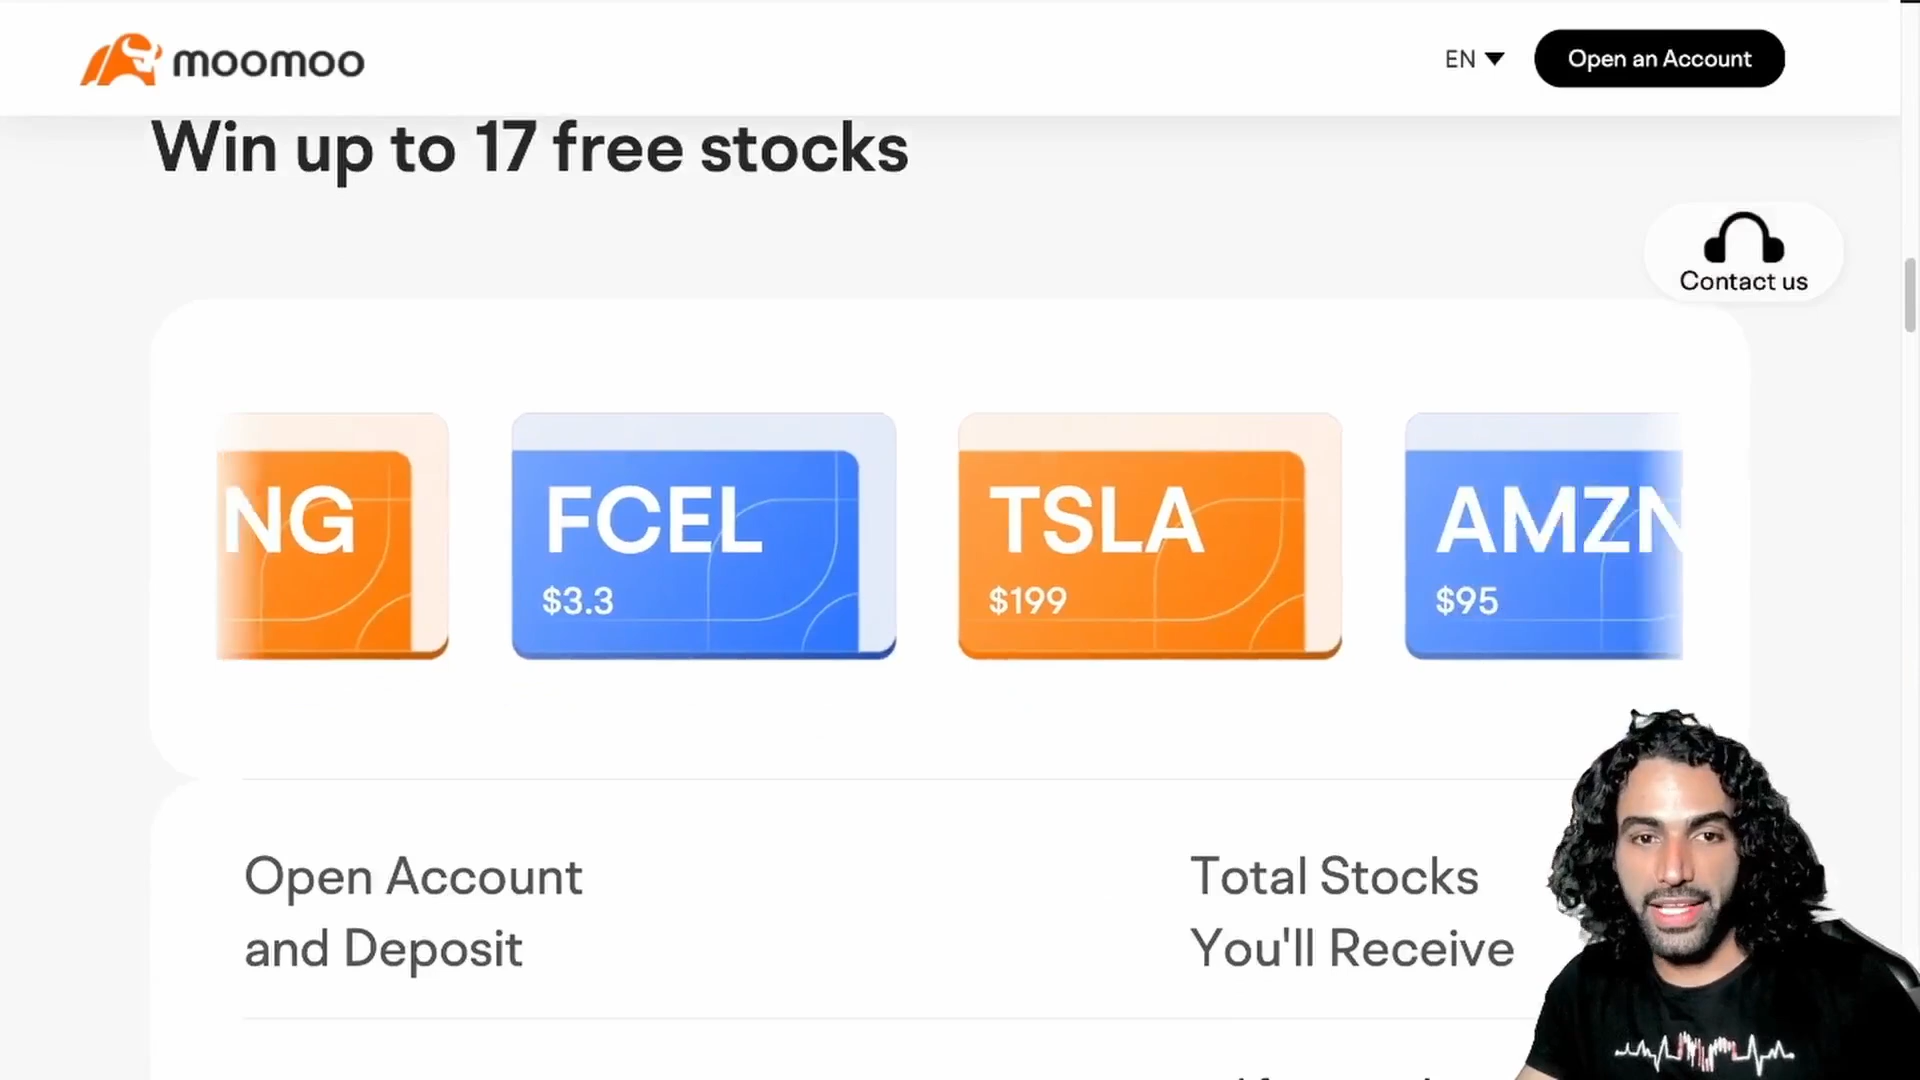 moomoo
EN
Open an Account
Win up to 17 free stocks
Contact us
NG
FCEL
TSLA
AMZN
$3.3
$199
$95
Open Account
and Deposit
Total Stocks
You'll Receive